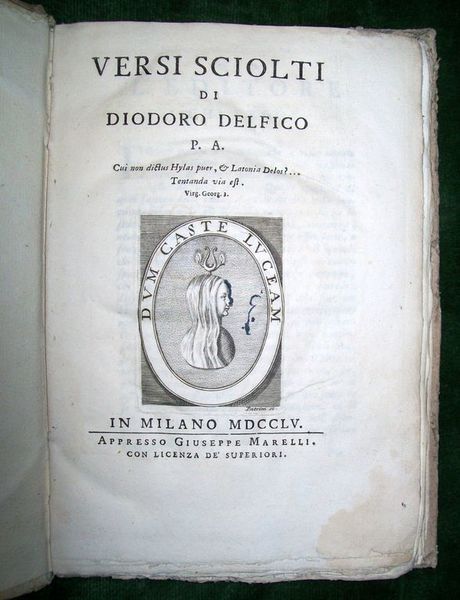 VERSI SCIOLTI
DI
DIODORO DELFICO
P. A.
Cui non dictus Hylas puer, & Latonia Delos?...
Tentanda via est.
Virg. Georg. 3.
DVM CASTE LVCEAM
IN MILANO MDCCLV.
APPRESSO GIUSEPPE MARELLI.
CON LICENZA DE' SUPERIORI.